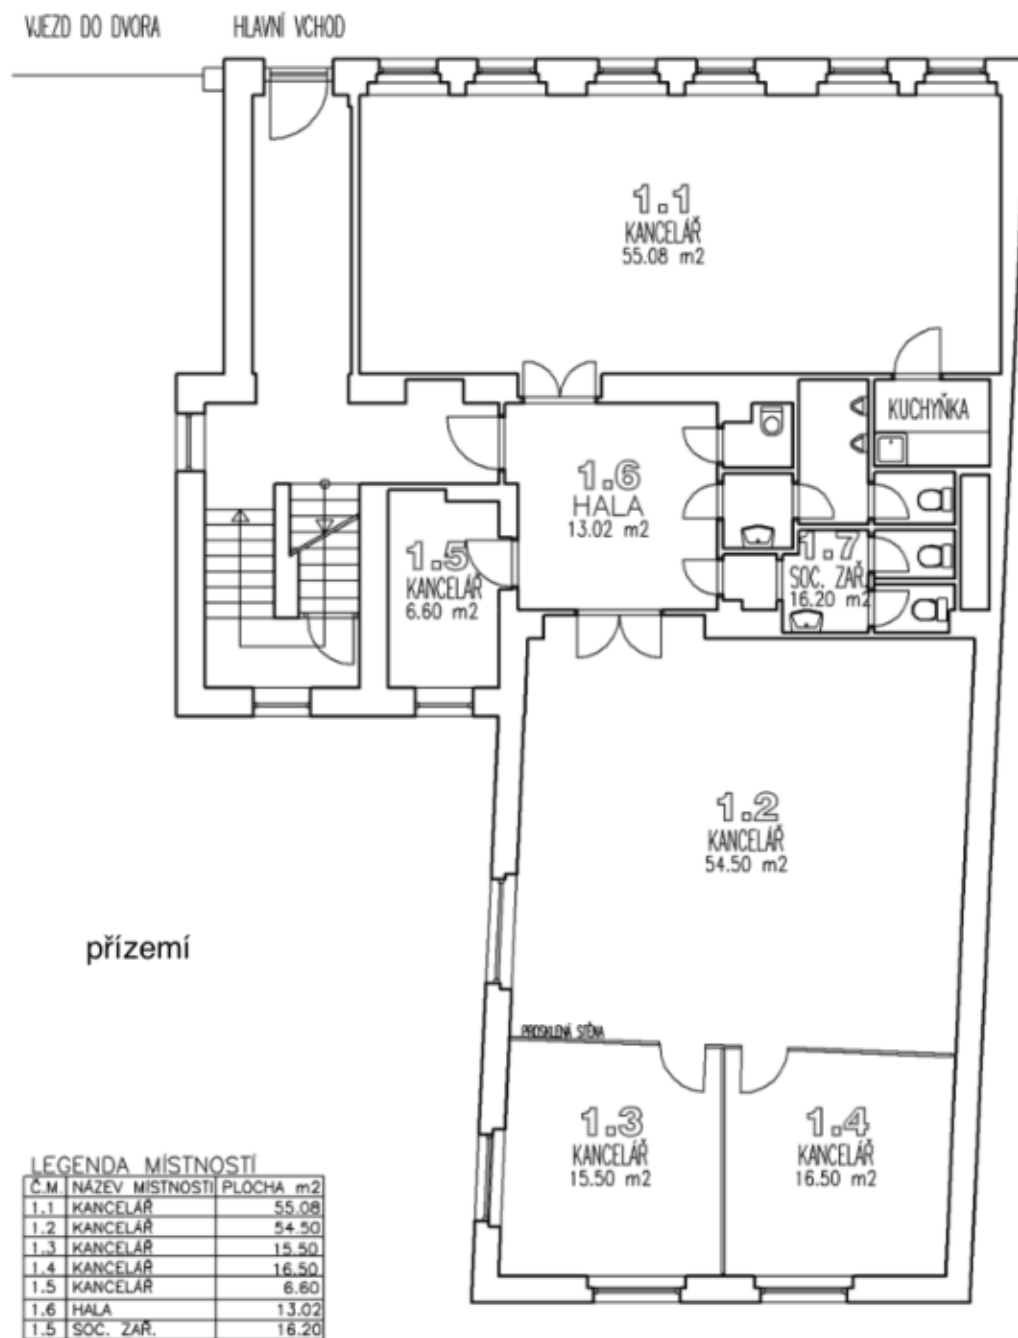 VJEZD DO DVORA HLAVNÍ VCHOD
1.1
KANCELÁŘ
55.08 m2
KUCHYŇKA
1.6
HALA
13.02 m2
1.5
KANCELÁŘ
6.60 m2
1.7
SOC. ZAŘ.
16.20 m2
1.2
KANCELÁŘ
54.50 m2
přízemí
PROSKLENÁ STĚNA
1.3
KANCELÁŘ
15.50 m2
1.4
KANCELÁŘ
16.50 m2
LEGENDA MÍSTNOSTÍ
Č.M. NÁZEV MÍSTNOSTI PLOCHA m2
1.1 KANCELÁŘ 55.08
1.2 KANCELÁŘ 54.50
1.3 KANCELÁŘ 15.50
1.4 KANCELÁŘ 16.50
1.5 KANCELÁŘ 6.60
1.6 HALA 13.02
1.5 SOC. ZAŘ. 16.20